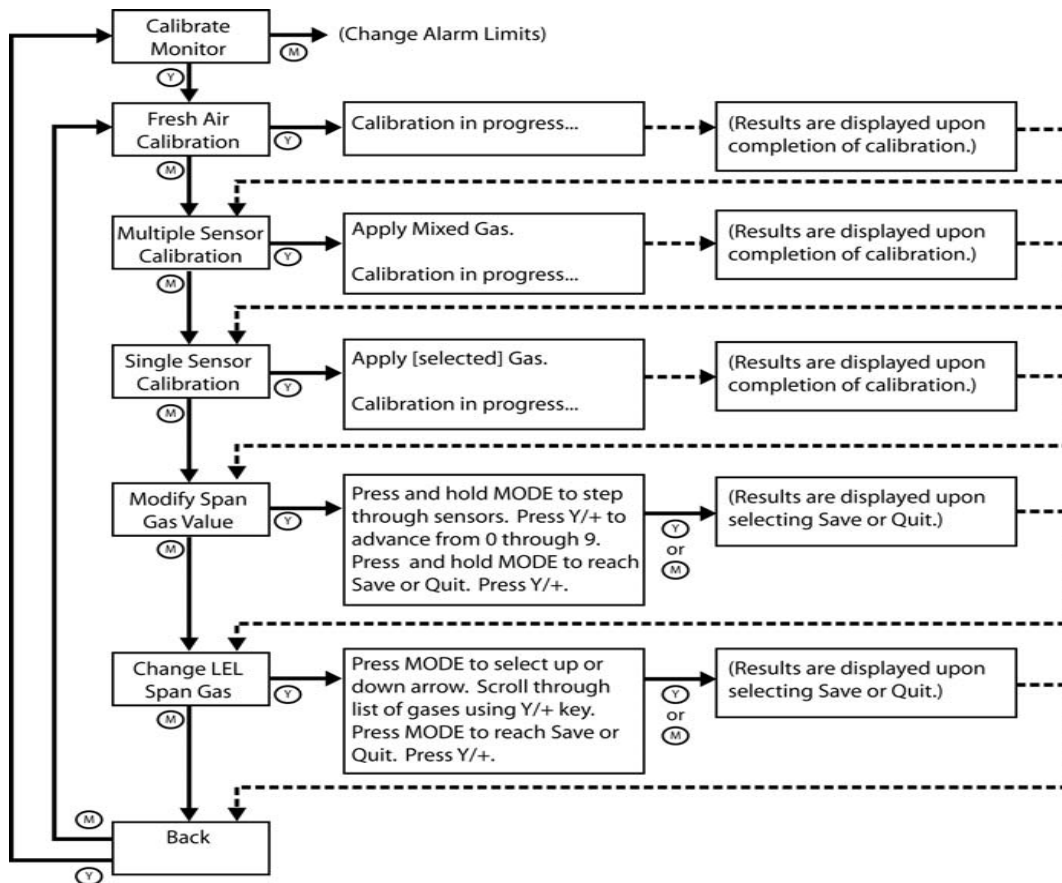 Calibrate
Monitor
M
(Change Alarm Limits)
Y
Fresh Air
Calibration
Y
Calibration in progress...
(Results are displayed upon
completion of calibration.)
M
Multiple Sensor
Calibration
Y
Apply Mixed Gas.
Calibration in progress...
(Results are displayed upon
completion of calibration.)
M
Single Sensor
Calibration
Y
Apply [selected] Gas.
Calibration in progress...
(Results are displayed upon
completion of calibration.)
M
Modify Span
Gas Value
Y
Press and hold MODE to step
through sensors. Press Y/+ to
advance from 0 through 9.
Press and hold MODE to reach
Save or Quit. Press Y/+.
Y
or
M
(Results are displayed upon
selecting Save or Quit.)
M
Change LEL
Span Gas
Y
Press MODE to select up or
down arrow. Scroll through
list of gases using Y/+ key.
Press MODE to reach Save or
Quit. Press Y/+.
Y
or
M
(Results are displayed upon
selecting Save or Quit.)
M
M
Back
Y